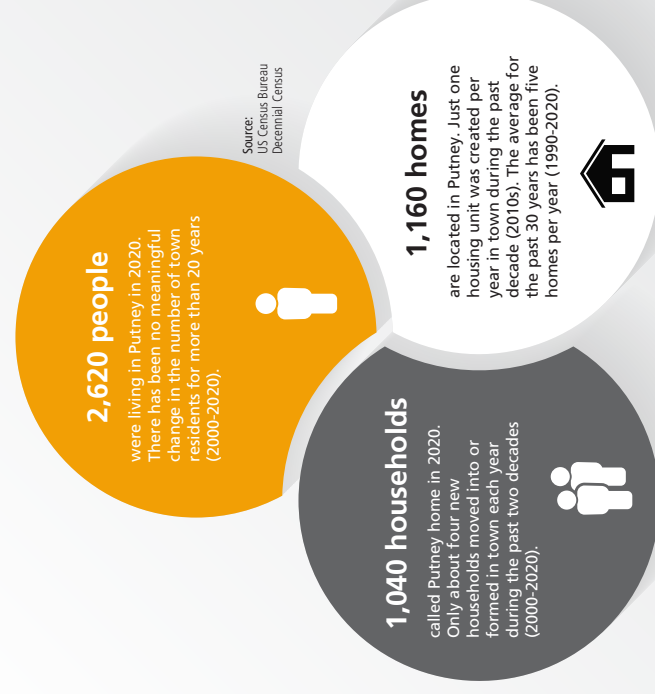 2,620 people
were living in Putney in 2020.
There has been no meaningful
change in the number of town
residents for more than 20 years
(2000-2020).
Source:
US Census Bureau
Decennial Census
1,040 households
called Putney home in 2020.
Only about four new
households moved into or
formed in town each year
during the past two decades
(2000-2020).
1,160 homes
are located in Putney. Just one
housing unit was created per
year in town during the past
decade (2010s). The average for
the past 30 years has been five
homes per year (1990-2020).